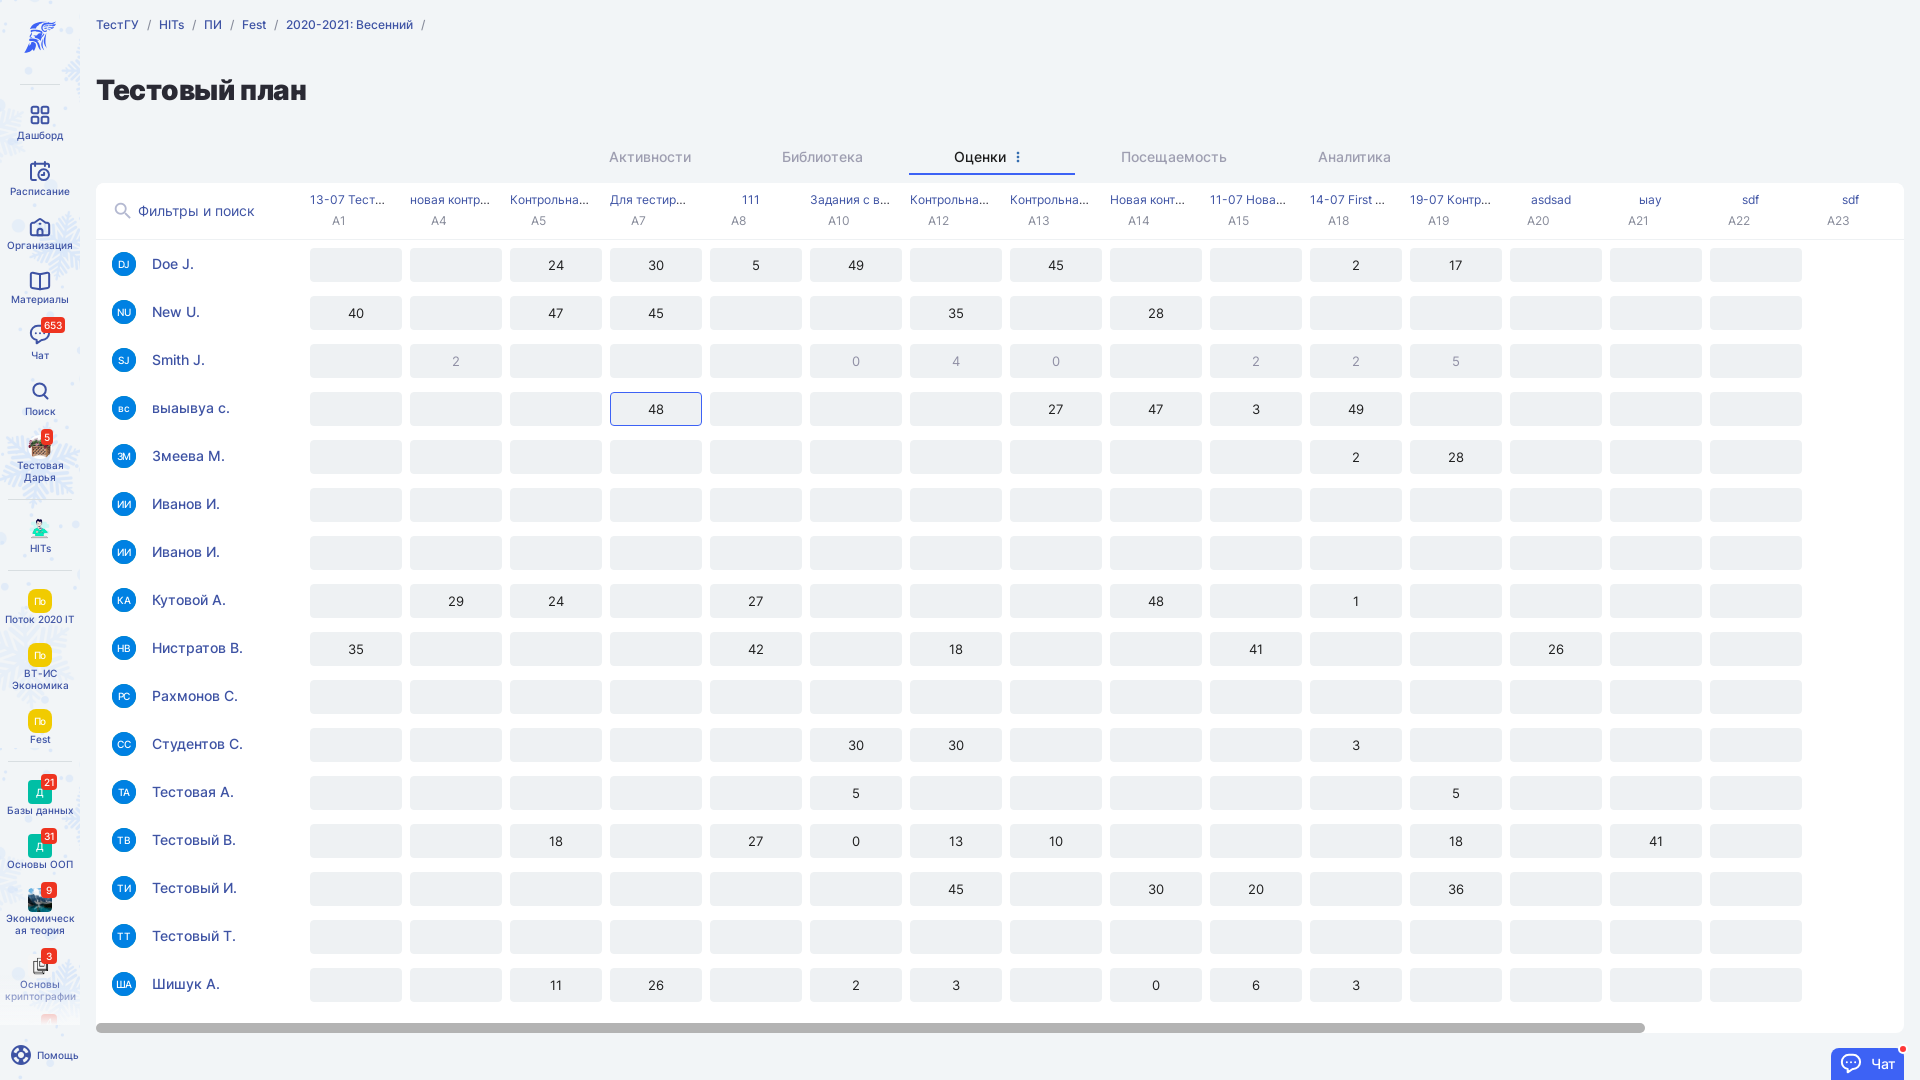 ТестГУ / HITs / ПИ / Fest / 2020-2021: Весенний /
Тестовый план
Дашборд
Расписание
Организация
Материалы
653
Чат
Поиск
5
Тестовая
Дарья
HITs
По
Поток 2020 IT
По
ВТ-ИС
Экономика
По
Fest
21
Д
Базы данных
31
Д
Основы ООП
9
Экономическ
ая теория
3
Основы
криптографии
Помощь
Активности Библиотека Оценки Посещаемость Аналитика
Фильтры и поиск
13-07 Тест... новая контр... Контрольна... Для тестир... 111 Задания с в... Контрольна... Контрольна... Новая конт... 11-07 Нова... 14-07 First ... 19-07 Контр... asdsad ыау sdf sdf
A1 A4 A5 A7 A8 A10 A12 A13 A14 A15 A18 A19 A20 A21 A22 A23
DJ Doe J. 24 30 5 49 45 2 17
NU New U. 40 47 45 35 28
SJ Smith J. 2 0 4 0 2 2 5
вс выаывуа с. 48 27 47 3 49
ЗМ Змеева М. 2 28
ИИ Иванов И.
ИИ Иванов И.
КА Кутовой А. 29 24 27 48 1
НВ Нистратов В. 35 42 18 41 26
РС Рахмонов С.
СС Студентов С. 30 30 3
ТА Тестовая А. 5 5
ТВ Тестовый В. 18 27 0 13 10 18 41
ТИ Тестовый И. 45 30 20 36
ТТ Тестовый Т.
ША Шишук А. 11 26 2 3 0 6 3
Чат